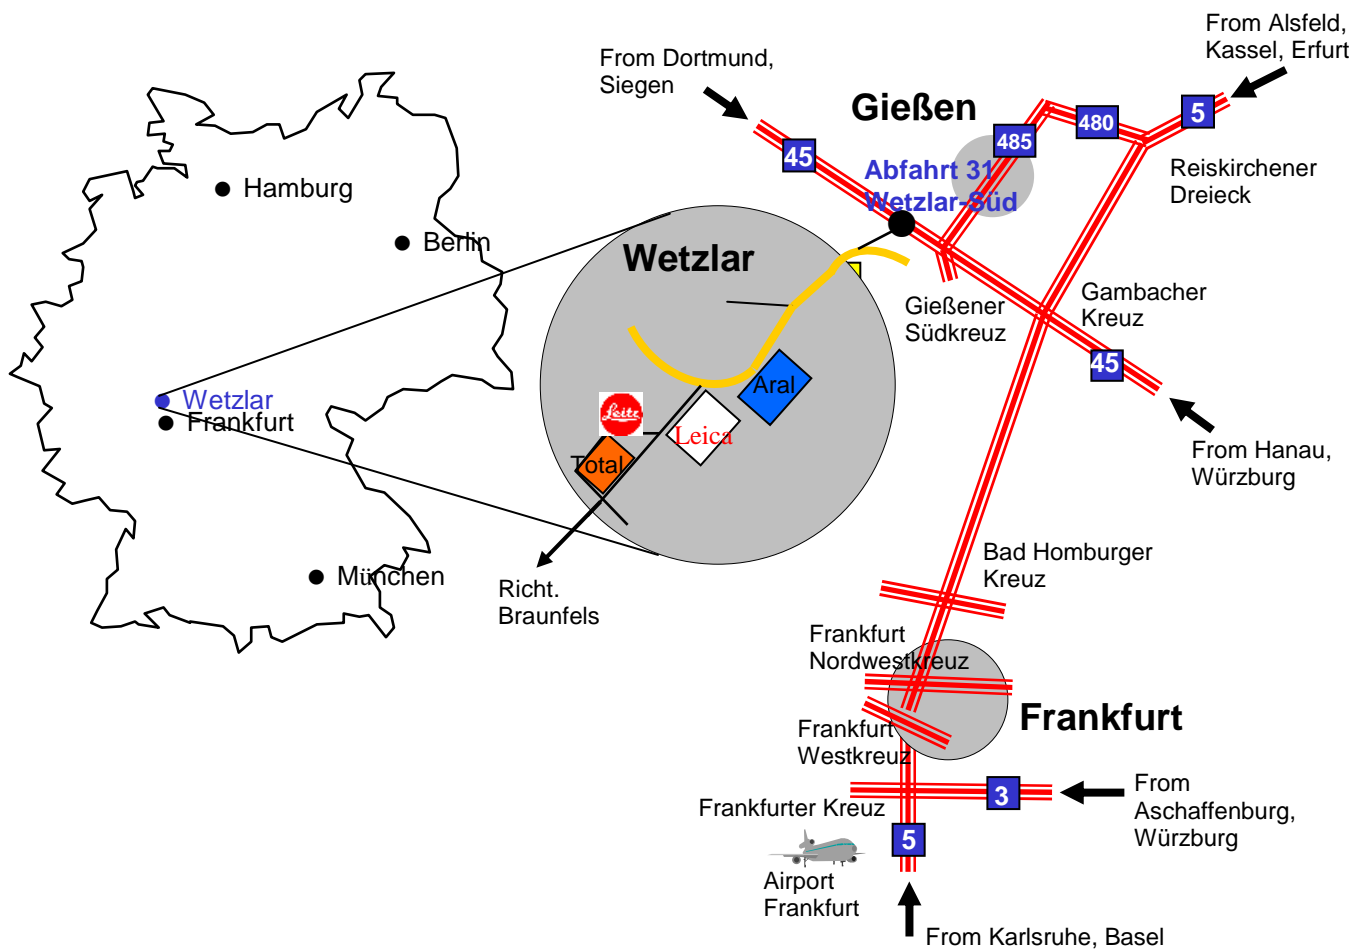 From Alsfeld,
Kassel, Erfurt
From Dortmund,
Siegen
Gießen
5
480
485
45
Abfahrt 31
Wetzlar-Süd
Reiskirchener
Dreieck
Hamburg
Berlin
Wetzlar
Gießener
Südkreuz
Gambacher
Kreuz
45
Wetzlar
Frankfurt
Aral
Leitz
Leica
Total
From Hanau,
Würzburg
München
Richt.
Braunfels
Bad Homburger
Kreuz
Frankfurt
Nordwestkreuz
Frankfurt
Frankfurt
Westkreuz
Frankfurter Kreuz
3
From
Aschaffenburg,
Würzburg
5
Airport
Frankfurt
From Karlsruhe, Basel